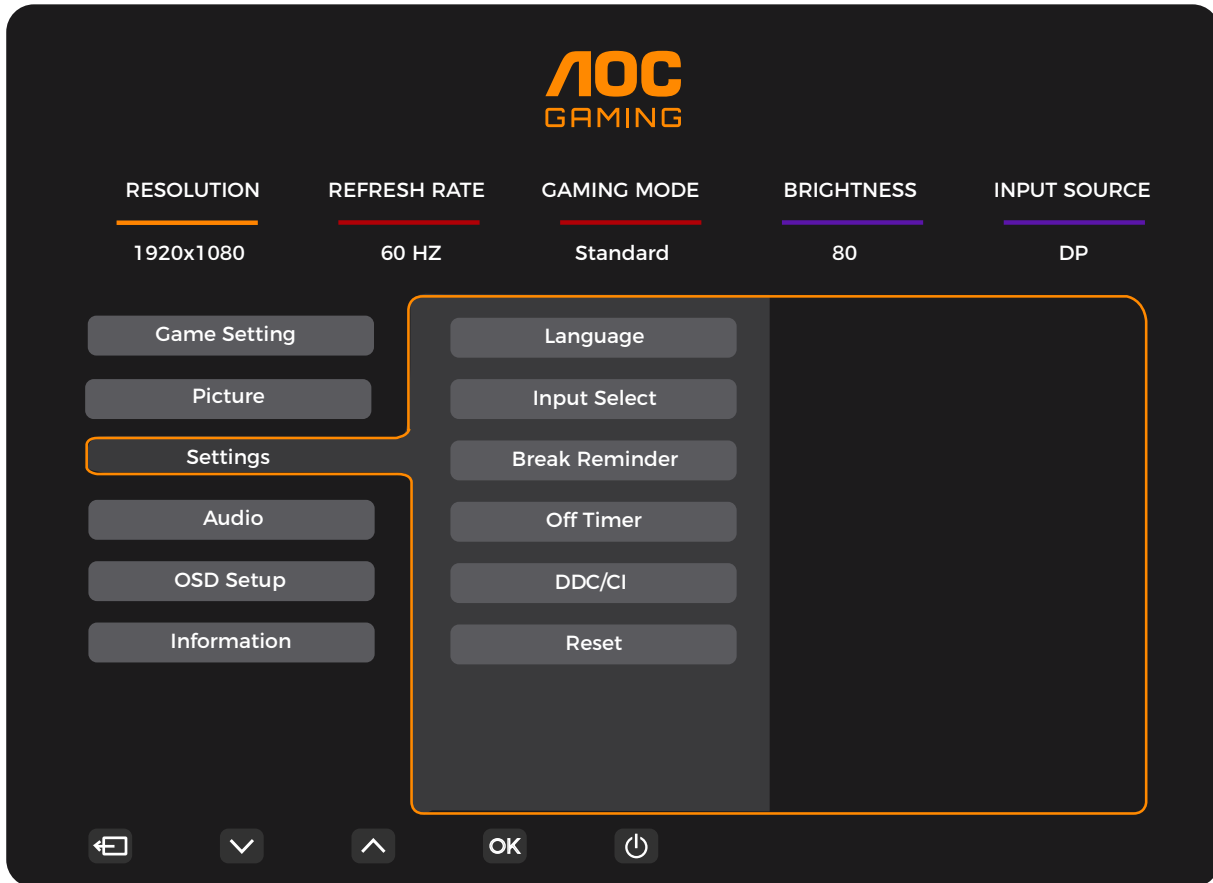 AOC
GAMING
RESOLUTION REFRESH RATE GAMING MODE BRIGHTNESS INPUT SOURCE
1920x1080 60 HZ Standard 80 DP
Game Setting Language
Picture Input Select
Settings Break Reminder
Audio Off Timer
OSD Setup DDC/CI
Information Reset
OK